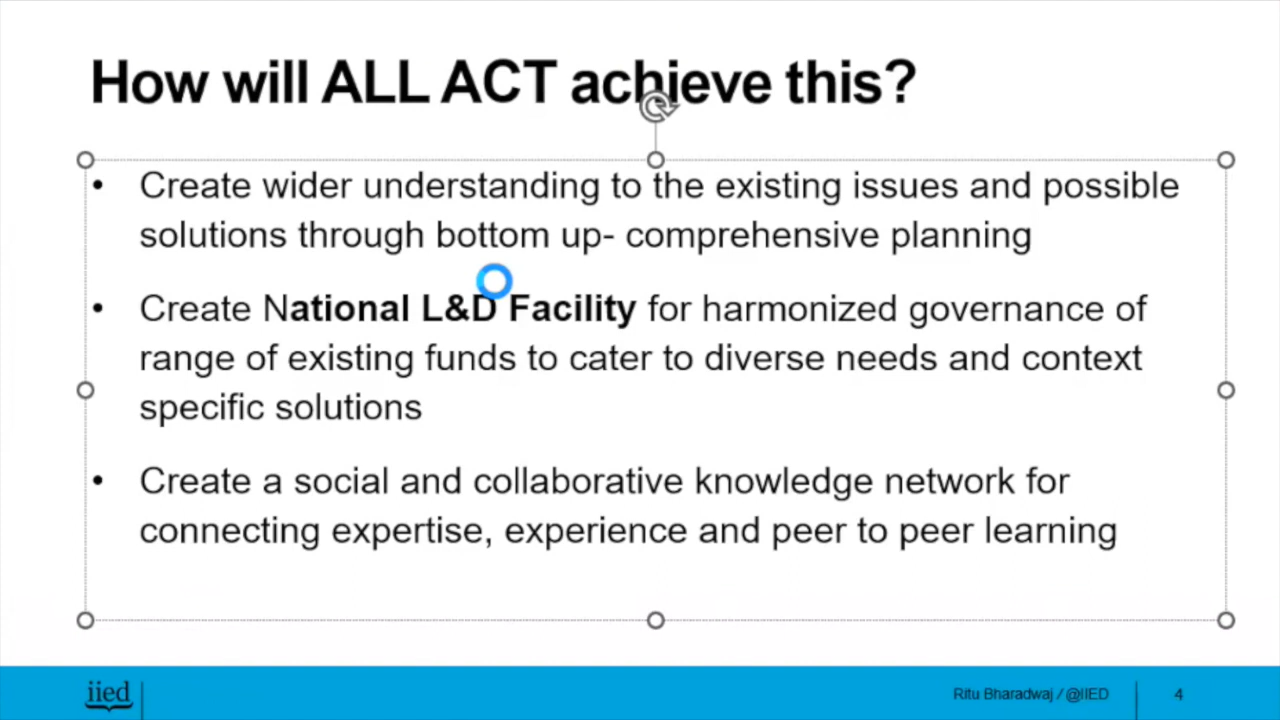 How will ALL ACT achieve this?
• Create wider understanding to the existing issues and possible
solutions through bottom up- comprehensive planning
• Create National L&D Facility for harmonized governance of
range of existing funds to cater to diverse needs and context
specific solutions
• Create a social and collaborative knowledge network for
connecting expertise, experience and peer to peer learning
iied
Ritu Bharadwaj / @IIED
4